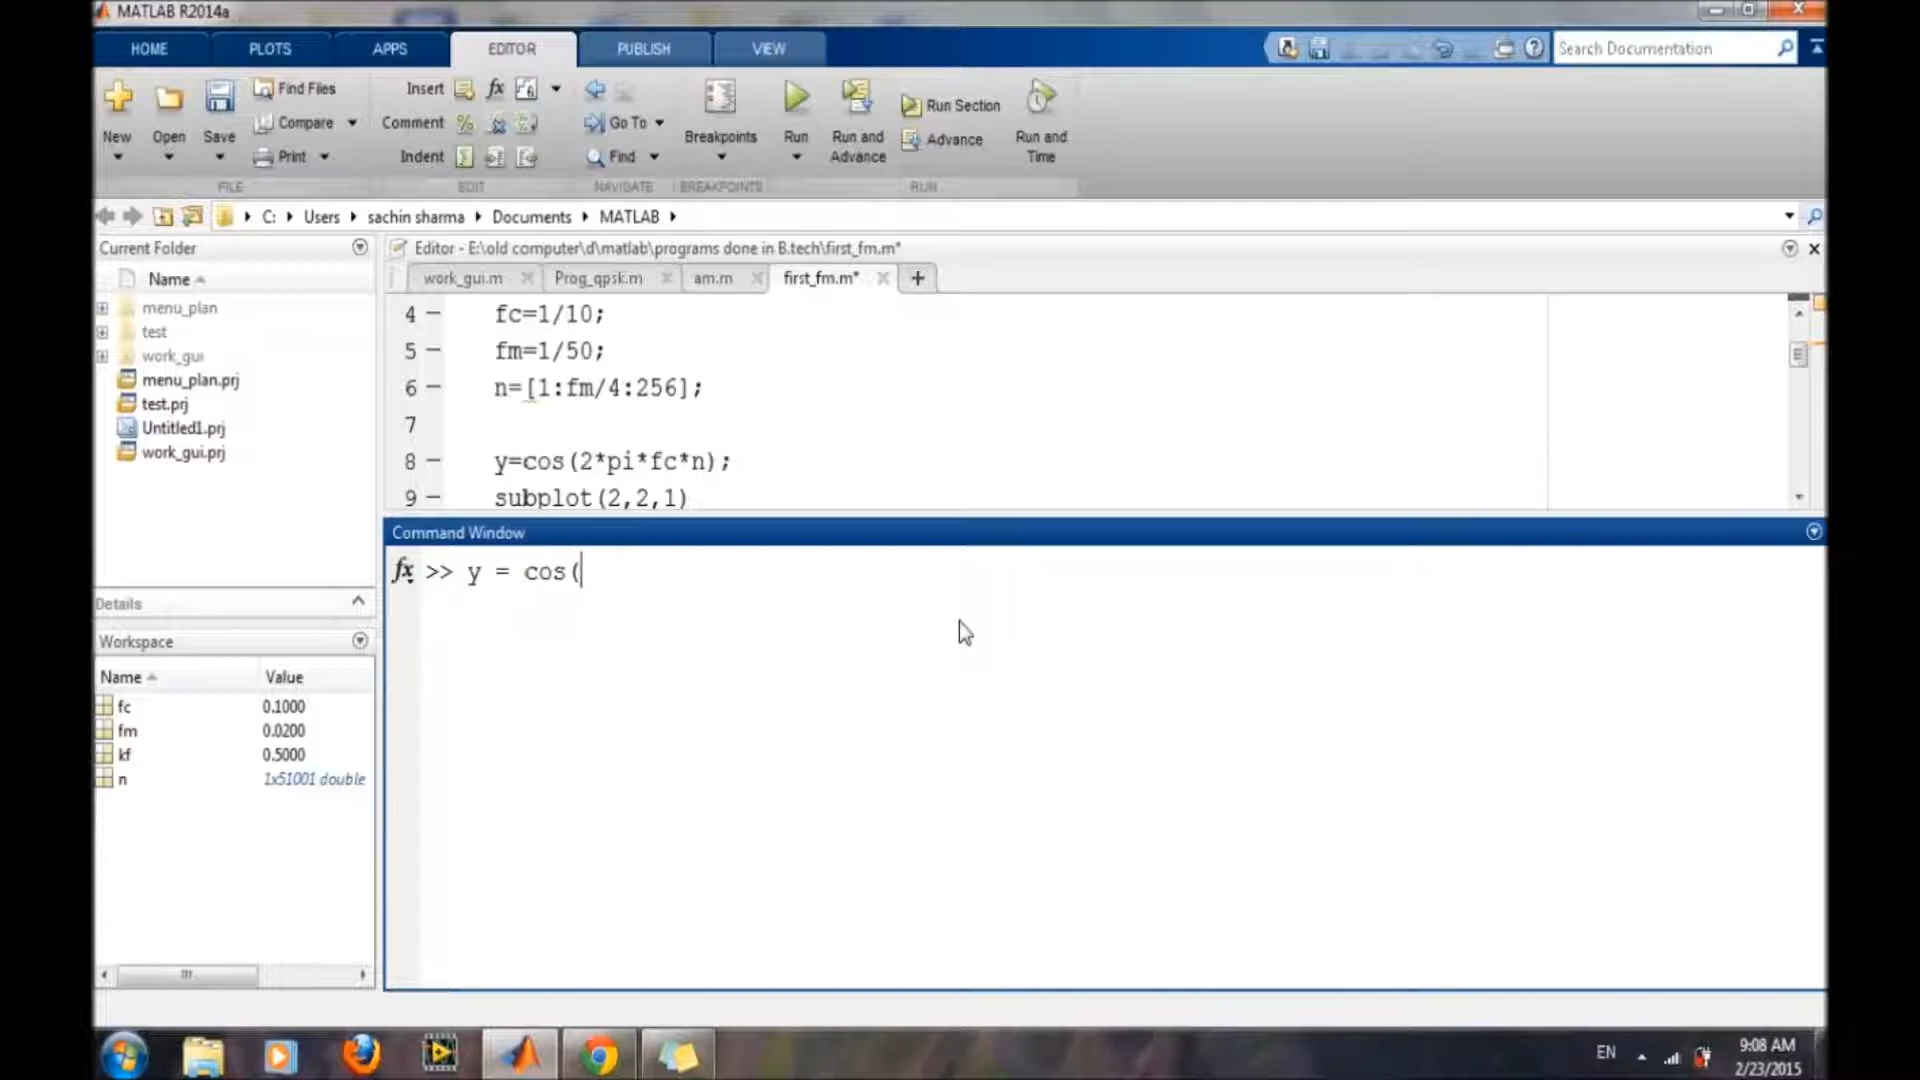 MATLAB R2014a
HOME PLOTS APPS EDITOR PUBLISH VIEW
Search Documentation
New Open Save
Find Files
Compare
Print
FILE
Insert fx
Comment %
Indent
EDIT
Go To
Find
NAVIGATE
Breakpoints
BREAKPOINTS
Run
Run and Advance
Run Section
Advance
Run and Time
RUN
C: Users sachin sharma Documents MATLAB
Current Folder
Name
menu_plan
test
work_gui
menu_plan.prj
test.prj
Untitled1.prj
work_gui.prj
Details
Workspace
Name Value
fc 0.1000
fm 0.0200
kf 0.5000
n 1x51001 double
Editor - E:\old computer\d\matlab\programs done in B.tech\first_fm.m*
work_gui.m Prog_qpsk.m am.m first_fm.m* +
4 - fc=1/10;
5 - fm=1/50;
6 - n=[1:fm/4:256];
7
8 - y=cos(2*pi*fc*n);
9 - subplot(2,2,1)
Command Window
fx >> y = cos(
EN
9:08 AM
2/23/2015